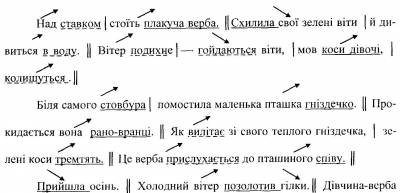 Над ставком | стоїть плакуча верба. || Схилила свої зелені віти | й ди-
виться в воду. || Вітер подихне | — гойдаються віти, | мов коси дівочі, |
колишуться. ||
Біля самого стовбура | помостила маленька пташка гніздечко. || Про-
кидається вона рано-вранці. || Як вилітає зі свого теплого гніздечка, | зе-
лені коси тремтять. || Це верба прислухається до пташиного співу. ||
Прийшла осінь. || Холодний вітер позолотив гілки. || Дівчина-верба